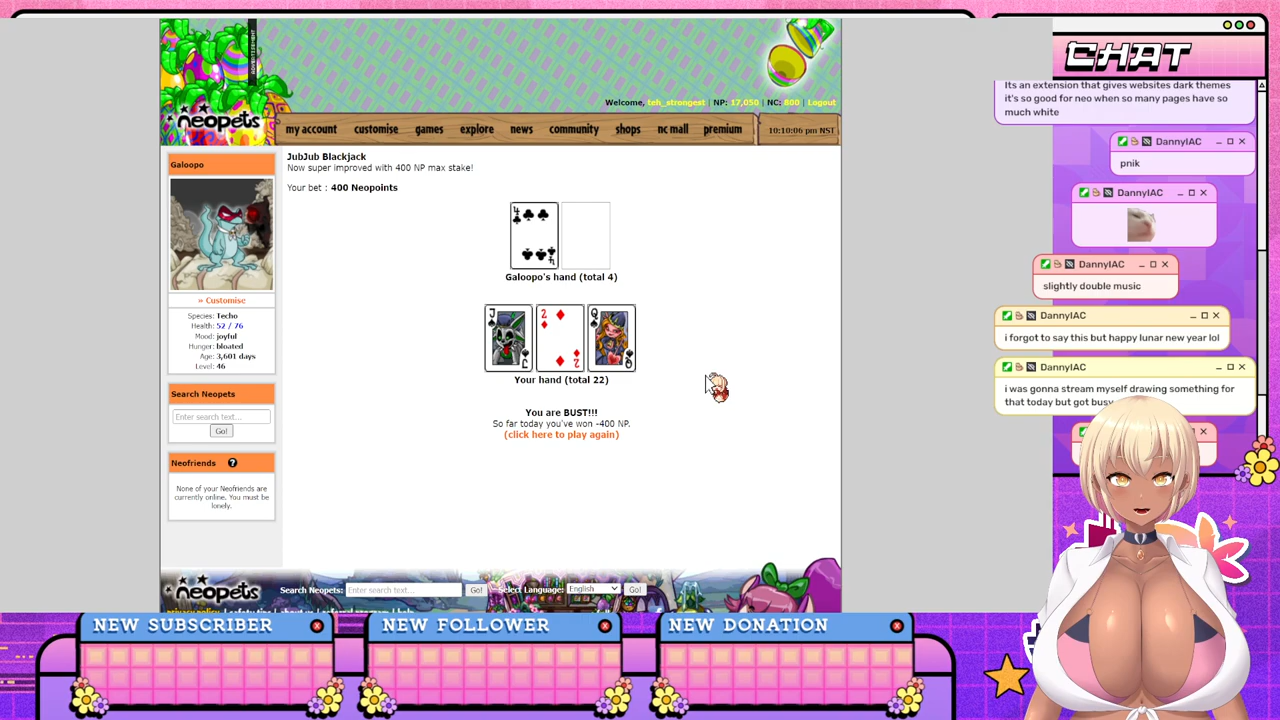 ADVERTISEMENT
Welcome, teh_strongest | NP: 17,050 | NC: 800 | Logout
neopets
my account customise games explore news community shops nc mall premium 10:10:06 pm NST
Galoopo
» Customise
Species: Techo
Health: 52 / 76
Mood: joyful
Hunger: bloated
Age: 3,601 days
Level: 46
Search Neopets
Enter search text...
Go!
Neofriends ?
None of your Neofriends are
currently online. You must be
lonely.
JubJub Blackjack
Now super improved with 400 NP max stake!
Your bet : 400 Neopoints
4
4
Galoopo's hand (total 4)
J 2 Q
J 2 Q
Your hand (total 22)
You are BUST!!!
So far today you've won -400 NP.
(click here to play again)
neopets
Search Neopets: Enter search text... Go! Select Language: English Go!
CHAT
Its an extension that gives websites dark themes
it's so good for neo when so many pages have so
much white
DannyIAC
pnik
DannyIAC
DannyIAC
slightly double music
DannyIAC
i forgot to say this but happy lunar new year lol
DannyIAC
i was gonna stream myself drawing something for
that today but got busy
NEW SUBSCRIBER
NEW FOLLOWER
NEW DONATION